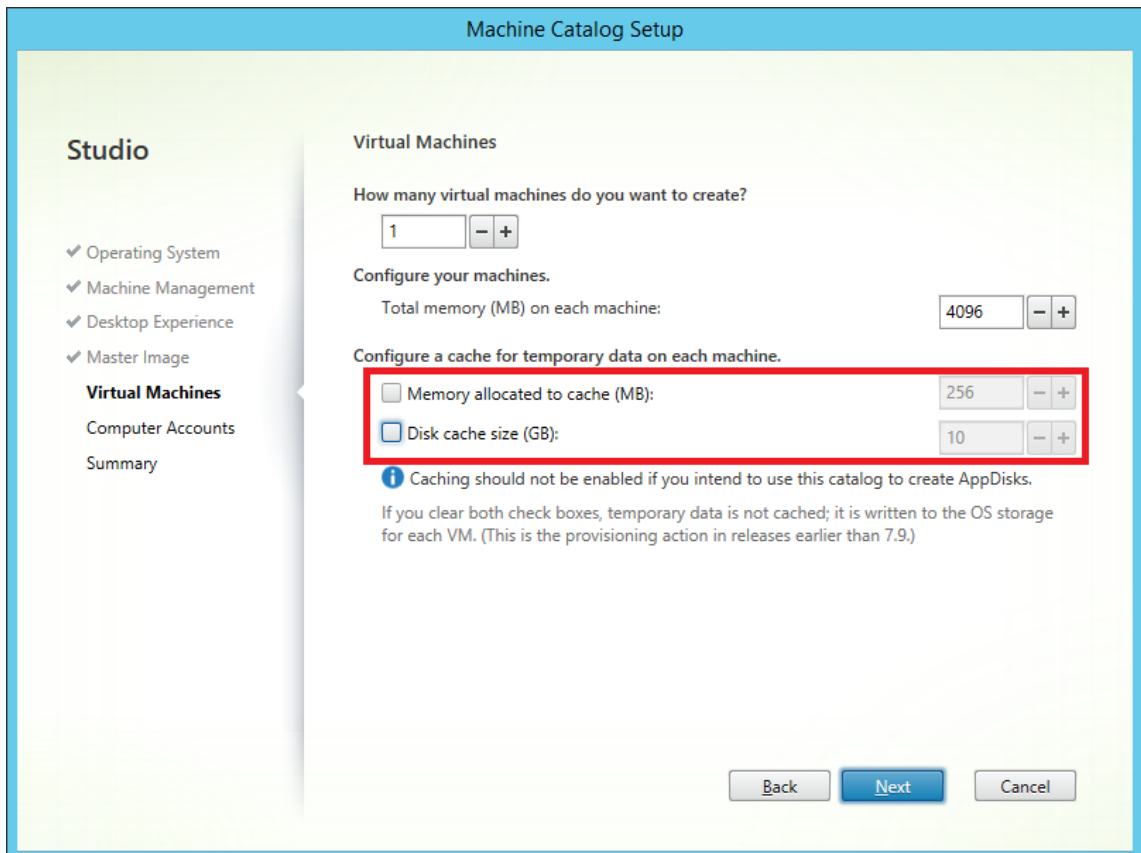 Machine Catalog Setup
Studio
Operating System
Machine Management
Desktop Experience
Master Image
Virtual Machines
Computer Accounts
Summary
Virtual Machines
How many virtual machines do you want to create?
1 - +
Configure your machines.
Total memory (MB) on each machine: 4096 - +
Configure a cache for temporary data on each machine.
Memory allocated to cache (MB): 256 - +
Disk cache size (GB): 10 - +
i Caching should not be enabled if you intend to use this catalog to create AppDisks.
If you clear both check boxes, temporary data is not cached; it is written to the OS storage
for each VM. (This is the provisioning action in releases earlier than 7.9.)
Back Next Cancel